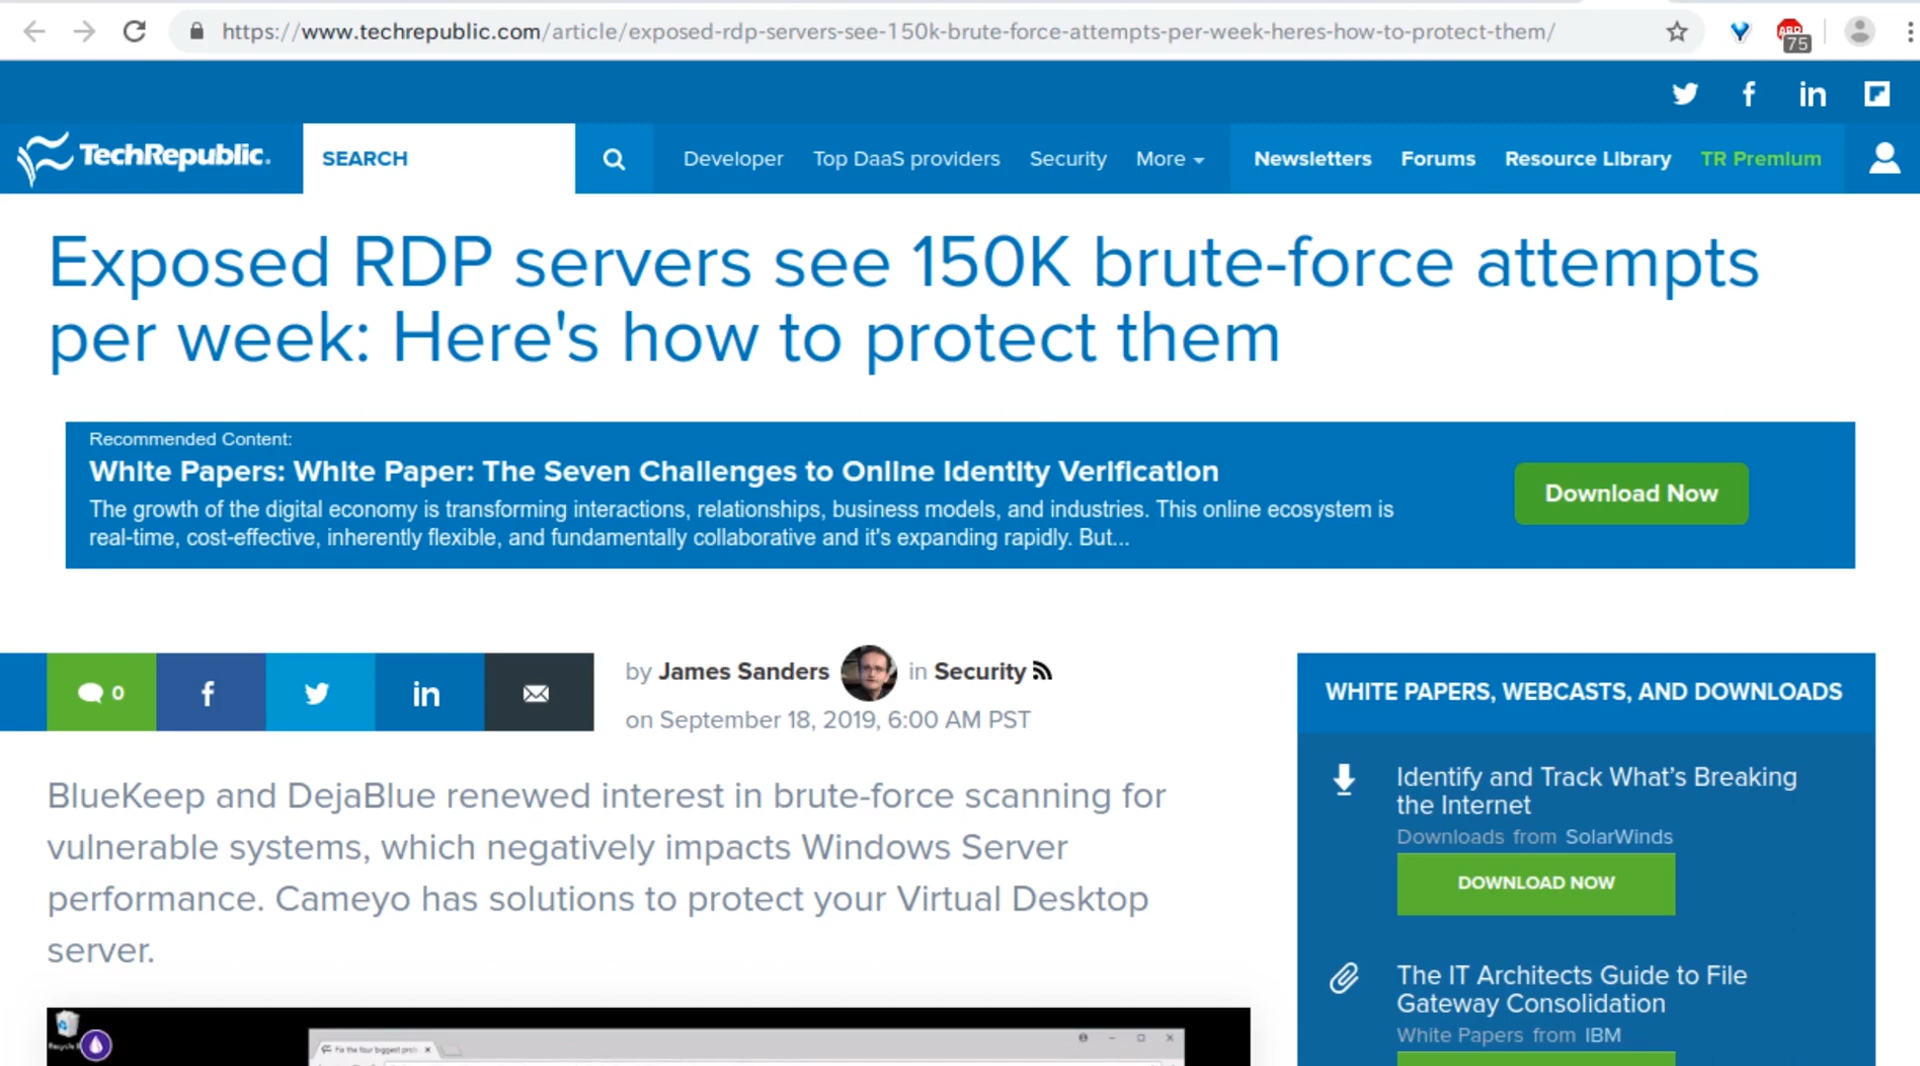 https://www.techrepublic.com/article/exposed-rdp-servers-see-150k-brute-force-attempts-per-week-heres-how-to-protect-them/
ABP
75
TechRepublic.
SEARCH
Developer
Top DaaS providers
Security
More
Newsletters
Forums
Resource Library
TR Premium
Exposed RDP servers see 150K brute-force attempts
per week: Here's how to protect them
Recommended Content:
White Papers: White Paper: The Seven Challenges to Online Identity Verification
The growth of the digital economy is transforming interactions, relationships, business models, and industries. This online ecosystem is
real-time, cost-effective, inherently flexible, and fundamentally collaborative and it's expanding rapidly. But...
Download Now
0
by James Sanders in Security
on September 18, 2019, 6:00 AM PST
BlueKeep and DejaBlue renewed interest in brute-force scanning for
vulnerable systems, which negatively impacts Windows Server
performance. Cameyo has solutions to protect your Virtual Desktop
server.
Fix the four biggest prob
WHITE PAPERS, WEBCASTS, AND DOWNLOADS
Identify and Track What's Breaking
the Internet
Downloads from SolarWinds
DOWNLOAD NOW
The IT Architects Guide to File
Gateway Consolidation
White Papers from IBM